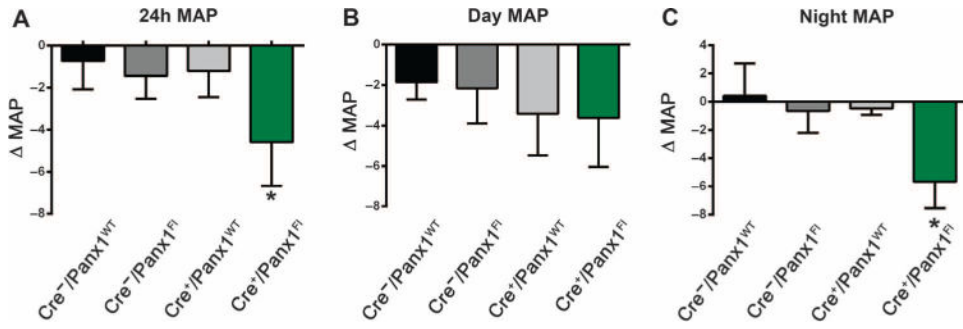 A 24h MAP
0
−2
−4
−6
−8
Δ MAP
*
Cre⁻/Panx1ᵂᵀ
Cre⁻/Panx1ᶠˡ
Cre⁺/Panx1ᵂᵀ
Cre⁺/Panx1ᶠˡ
B Day MAP
0
−2
−4
−6
−8
Δ MAP
Cre⁻/Panx1ᵂᵀ
Cre⁻/Panx1ᶠˡ
Cre⁺/Panx1ᵂᵀ
Cre⁺/Panx1ᶠˡ
C Night MAP
4
2
0
−2
−4
−6
−8
Δ MAP
*
Cre⁻/Panx1ᵂᵀ
Cre⁻/Panx1ᶠˡ
Cre⁺/Panx1ᵂᵀ
Cre⁺/Panx1ᶠˡ